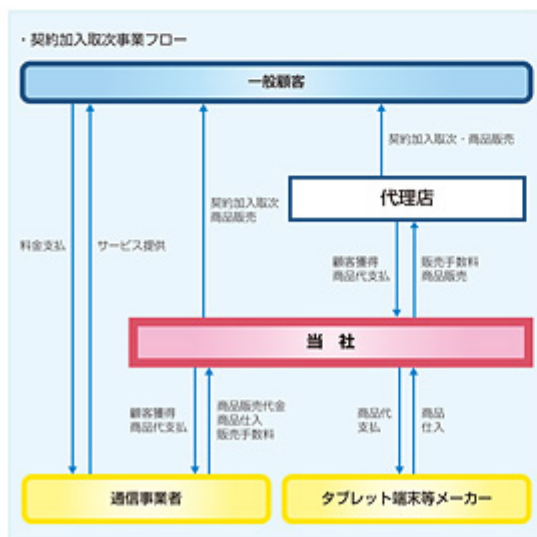 ・契約加入取次事業フロー
一般顧客
契約加入取次・商品販売
代理店
契約加入取次
商品販売
料金支払
サービス提供
顧客獲得
商品代支払
販売手数料
商品販売
当 社
顧客獲得
商品代支払
商品販売代金
商品仕入
販売手数料
商品代
支払
商品
仕入
通信事業者
タブレット端末等メーカー